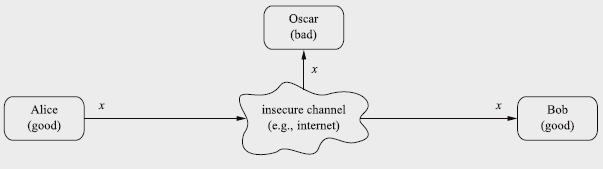 Oscar
(bad)
x
Alice
(good)
x
insecure channel
(e.g., internet)
x
Bob
(good)